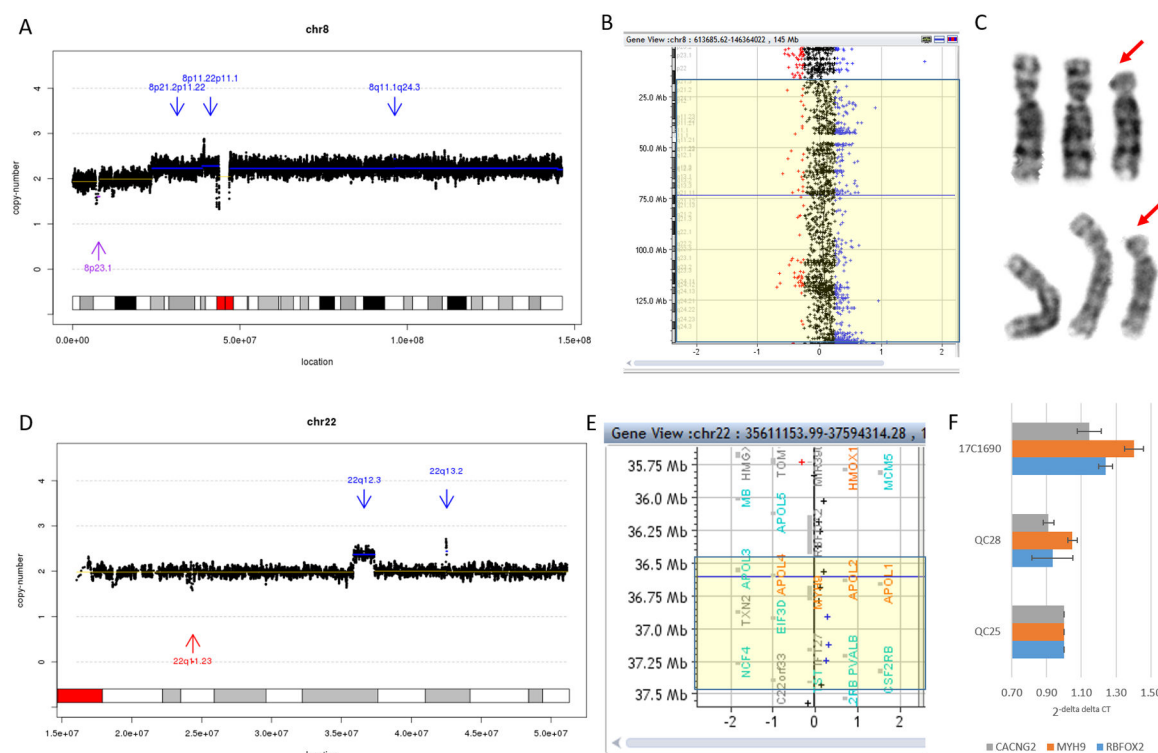 A
chr8
8p11.22p11.1
8p21.2p11.22
8q11.1q24.3
8p23.1
copy-number
4
3
2
1
0
0.0e+00
5.0e+07
1.0e+08
1.5e+08
location
B
Gene View :chr8 : 613685.62-146364022 , 145 Mb
25.0 Mb
50.0 Mb
75.0 Mb
100.0 Mb
125.0 Mb
-2
-1
0
1
2
C
D
chr22
22q12.3
22q13.2
22q11.23
copy-number
4
3
2
1
0
1.5e+07
2.0e+07
2.5e+07
3.0e+07
3.5e+07
4.0e+07
4.5e+07
5.0e+07
E
Gene View :chr22 : 35611153.99-37594314.28 , 1
35.75 Mb
36.0 Mb
36.25 Mb
36.5 Mb
36.75 Mb
37.0 Mb
37.25 Mb
37.5 Mb
MB
APOL5
HMOX1
MCM5
APOL3
APOL4
APOL2
APOL1
TXN2
EIF3D
MYH9
NCF4
C22orf33
PVALB
CSF2RB
-2
-1
0
1
2
F
17C1690
QC28
QC25
0.70
0.90
1.10
1.30
1.50
2-delta delta CT
CACNG2
MYH9
RBFOX2